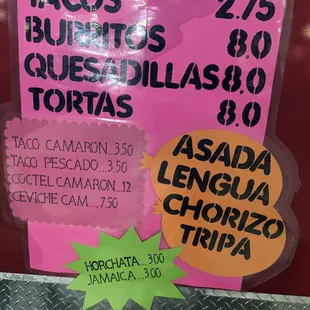 TACOS 2.75
BURRITOS 8.0
QUESADILLAS 8.0
TORTAS 8.0
TACO CAMARON..3.50
TACO PESCADO...3.50
COCTEL CAMARON..12
CEVICHE CAM....7.50
ASADA
LENGUA
CHORIZO
TRIPA
HORCHATA...3.00
JAMAICA...3.00